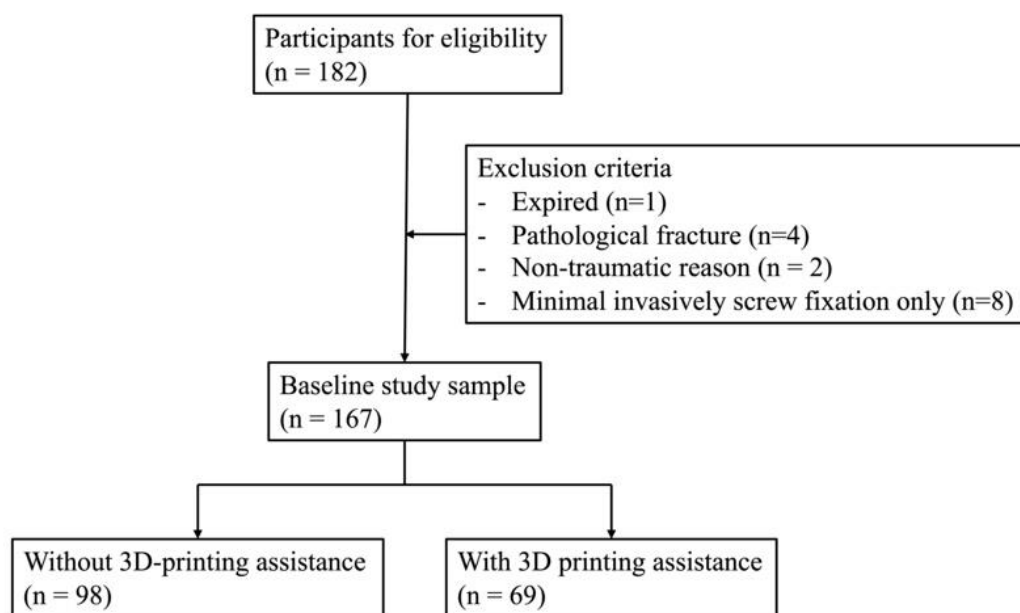 Participants for eligibility
(n = 182)
Exclusion criteria
- Expired (n=1)
- Pathological fracture (n=4)
- Non-traumatic reason (n = 2)
- Minimal invasively screw fixation only (n=8)
Baseline study sample
(n = 167)
Without 3D-printing assistance
(n = 98)
With 3D printing assistance
(n = 69)